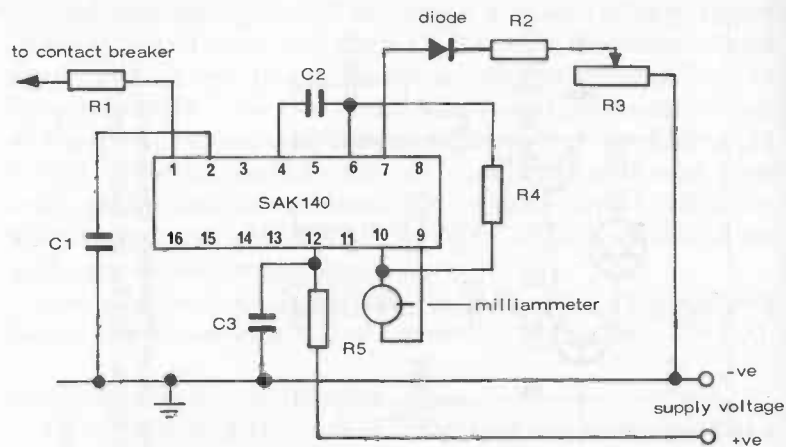 diode
R2
to contact breaker
R1
C2
R3
1 2 3 4 5 6 7 8
SAK140
R4
16 15 14 13 12 11 10 9
C1
C3
R5
milliammeter
-ve
supply voltage
+ve